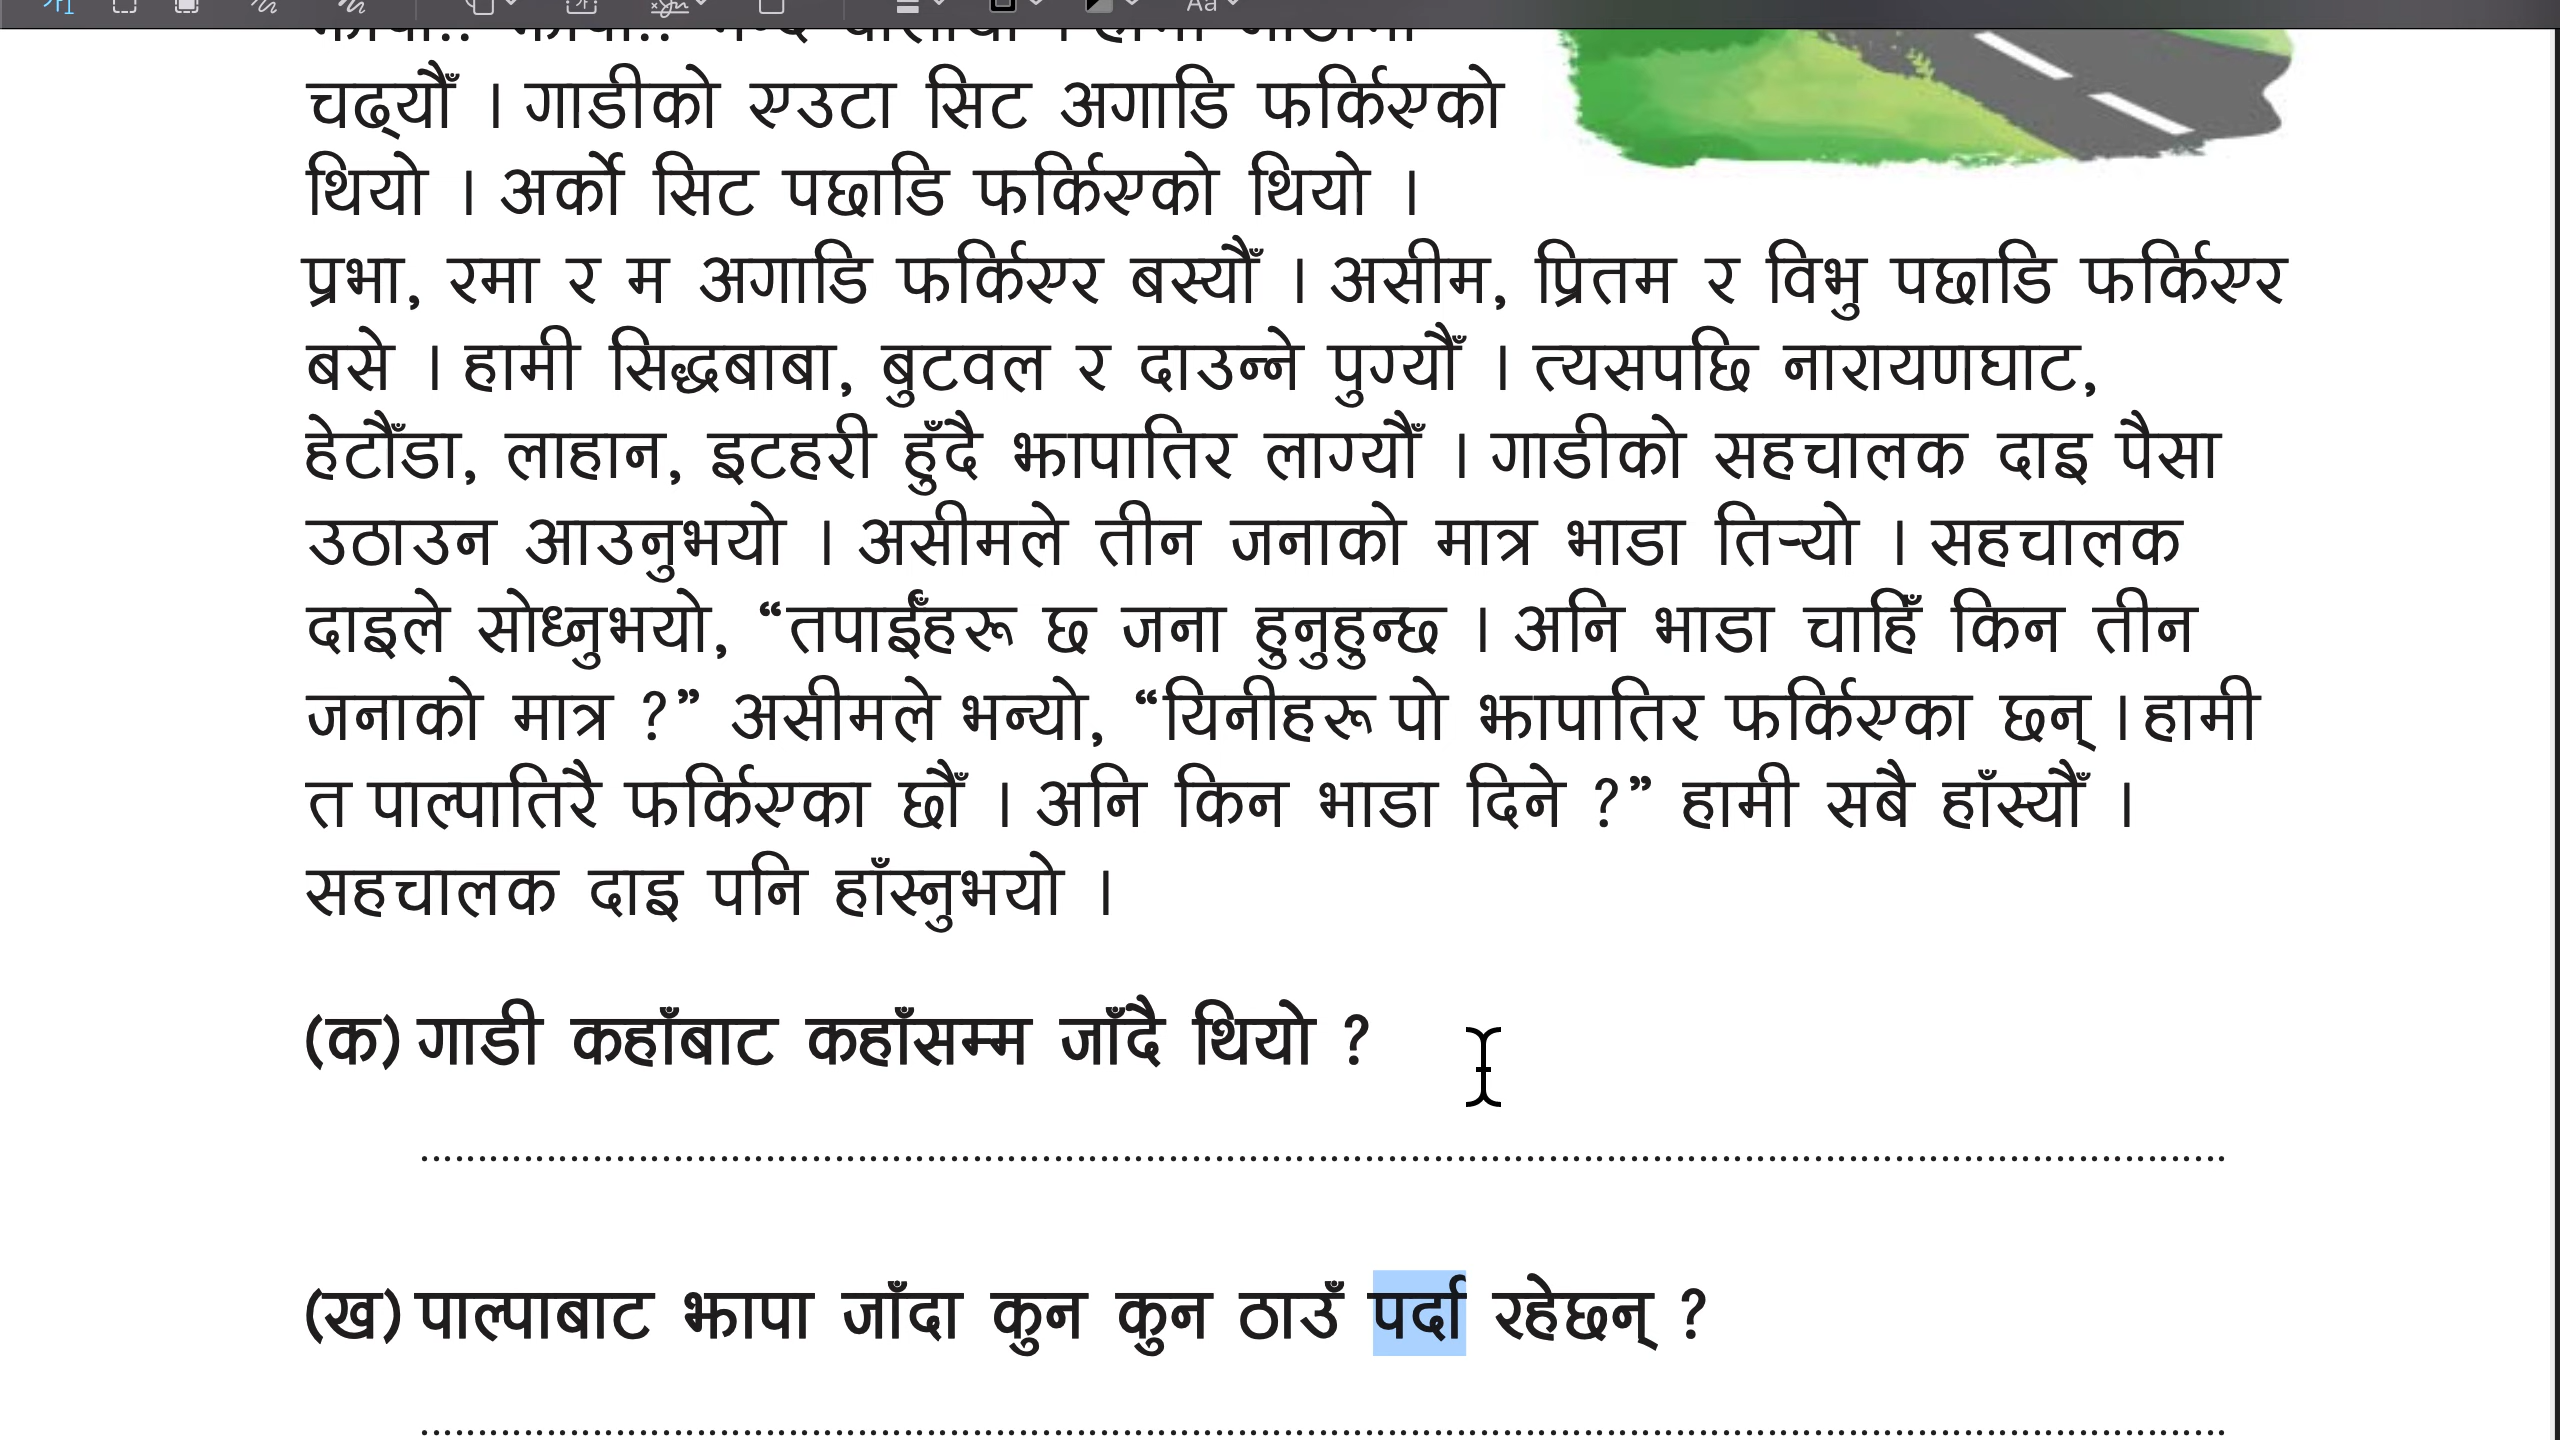 Aa
चढ्यौँ । गाडीको एउटा सिट अगाडि फर्किएको
थियो । अर्को सिट पछाडि फर्किएको थियो ।
प्रभा, रमा र म अगाडि फर्किएर बस्यौँ । असीम, प्रितम र विभु पछाडि फर्किएर
बसे । हामी सिद्धबाबा, बुटवल र दाउन्ने पुग्यौँ । त्यसपछि नारायणघाट,
हेटौँडा, लाहान, इटहरी हुँदै झापातिर लाग्यौँ । गाडीको सहचालक दाइ पैसा
उठाउन आउनुभयो । असीमले तीन जनाको मात्र भाडा तिऱ्यो । सहचालक
दाइले सोध्नुभयो, “तपाईँहरू छ जना हुनुहुन्छ । अनि भाडा चाहिँ किन तीन
जनाको मात्र ?” असीमले भन्यो, “यिनीहरू पो झापातिर फर्किएका छन् । हामी
त पाल्पातिरै फर्किएका छौँ । अनि किन भाडा दिने ?” हामी सबै हाँस्यौँ ।
सहचालक दाइ पनि हाँस्नुभयो ।
(क) गाडी कहाँबाट कहाँसम्म जाँदै थियो ?
(ख) पाल्पाबाट झापा जाँदा कुन कुन ठाउँ पर्दा रहेछन् ?